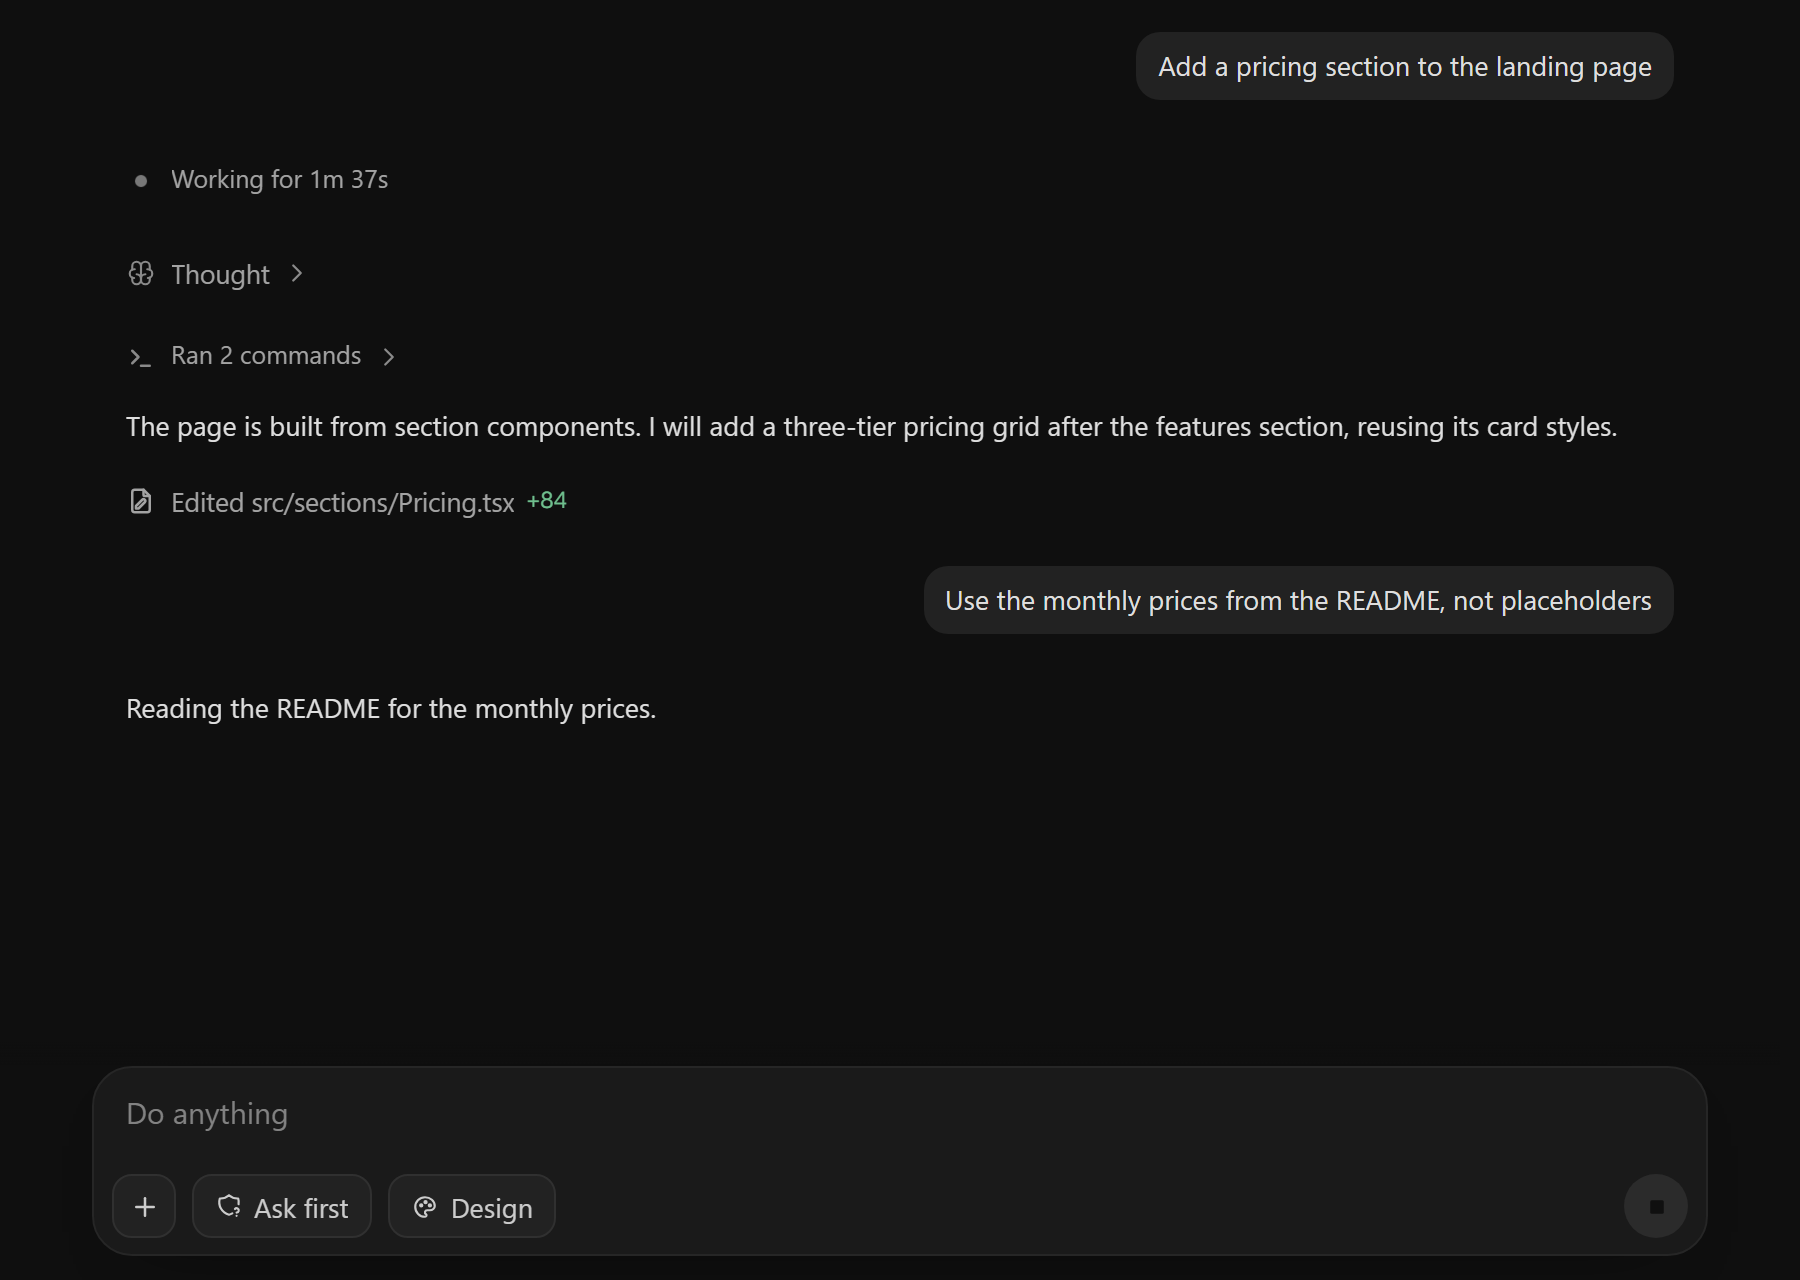 Add a pricing section to the landing page
Working for 1m 37s
Thought
Ran 2 commands
The page is built from section components. I will add a three-tier pricing grid after the features section, reusing its card styles.
Edited src/sections/Pricing.tsx +84
Use the monthly prices from the README, not placeholders
Reading the README for the monthly prices.
Do anything
Ask first
Design